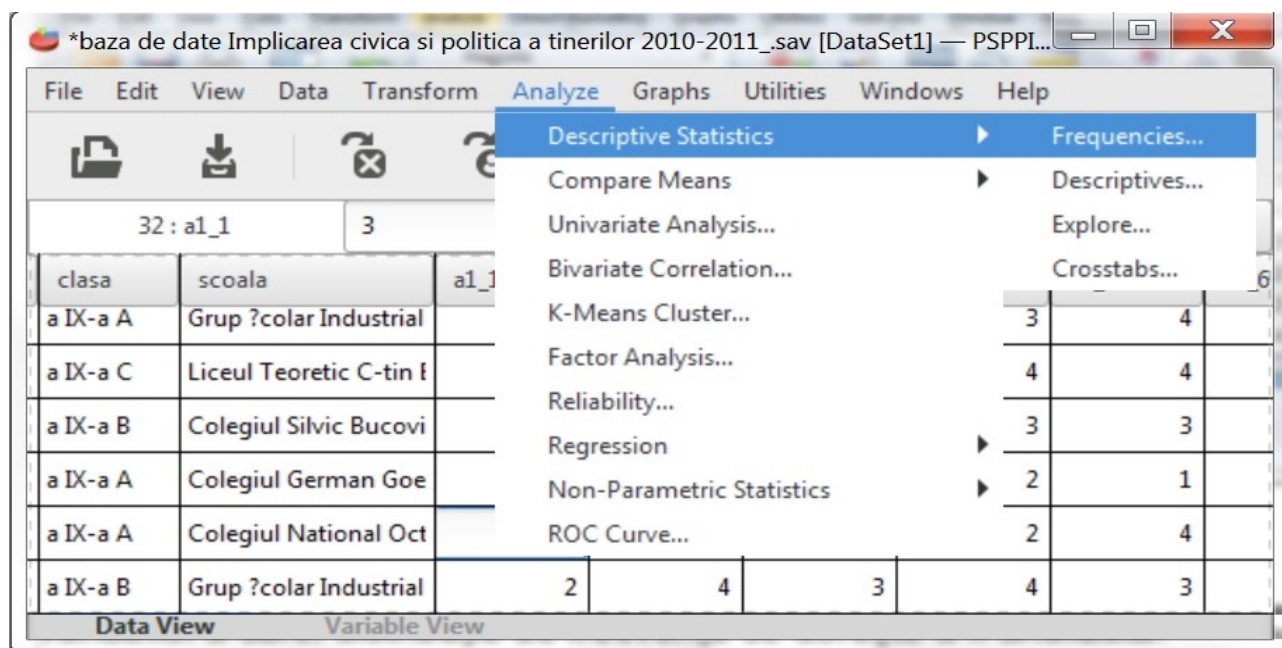 *baza de date Implicarea civica si politica a tinerilor 2010-2011_.sav [DataSet1] — PSPPI...
File Edit View Data Transform Analyze Graphs Utilities Windows Help
Descriptive Statistics
Compare Means
Univariate Analysis...
Bivariate Correlation...
K-Means Cluster...
Factor Analysis...
Reliability...
Regression
Non-Parametric Statistics
ROC Curve...
Frequencies...
Descriptives...
Explore...
Crosstabs...
32 : a1_1 3
clasa scoala a1_1 _6
a IX-a A Grup ?colar Industrial 3 4
a IX-a C Liceul Teoretic C-tin 4 4
a IX-a B Colegiul Silvic Bucovi 3 3
a IX-a A Colegiul German Goe 2 1
a IX-a A Colegiul National Oct 2 4
a IX-a B Grup ?colar Industrial 2 4 3 4 3
Data View Variable View